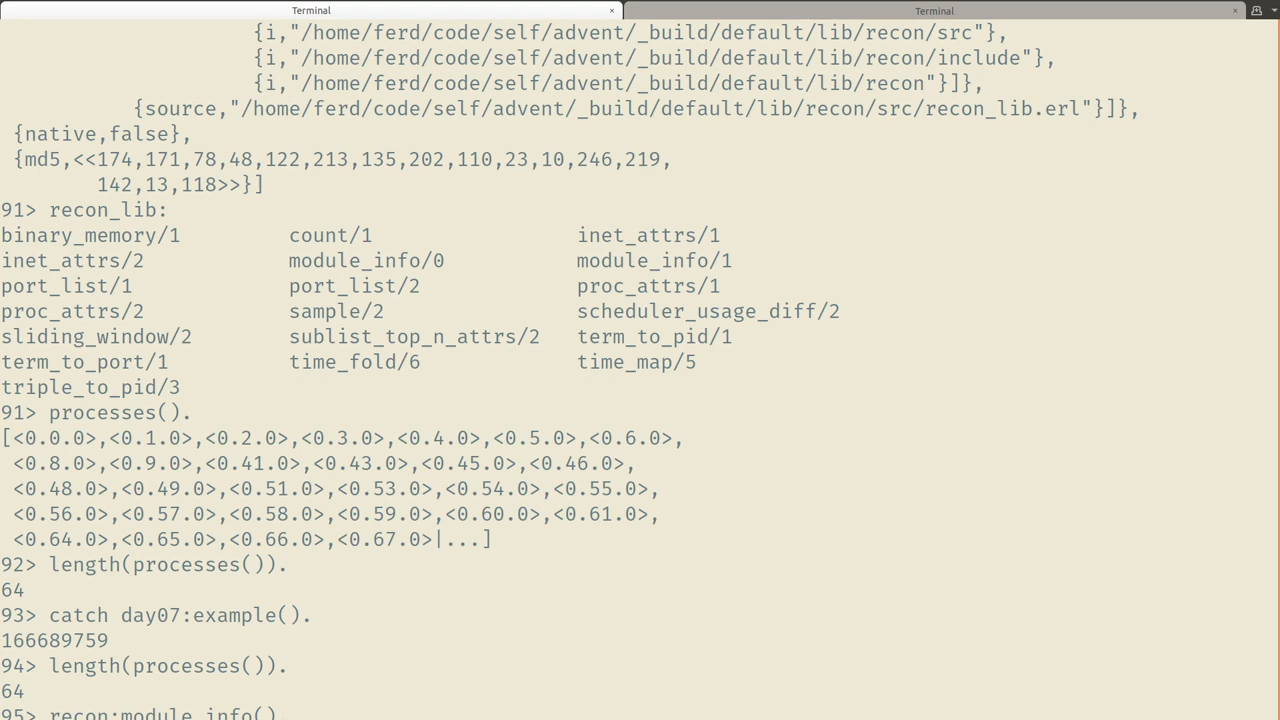 Terminal × Terminal ×
{i,"/home/ferd/code/self/advent/_build/default/lib/recon/src"},
{i,"/home/ferd/code/self/advent/_build/default/lib/recon/include"},
{i,"/home/ferd/code/self/advent/_build/default/lib/recon"}]},
{source,"/home/ferd/code/self/advent/_build/default/lib/recon/src/recon_lib.erl"}]},
{native,false},
{md5,<<174,171,78,48,122,213,135,202,110,23,10,246,219,
142,13,118>>}]
91> recon_lib:
binary_memory/1 count/1 inet_attrs/1
inet_attrs/2 module_info/0 module_info/1
port_list/1 port_list/2 proc_attrs/1
proc_attrs/2 sample/2 scheduler_usage_diff/2
sliding_window/2 sublist_top_n_attrs/2 term_to_pid/1
term_to_port/1 time_fold/6 time_map/5
triple_to_pid/3
91> processes().
[<0.0.0>,<0.1.0>,<0.2.0>,<0.3.0>,<0.4.0>,<0.5.0>,<0.6.0>,
<0.8.0>,<0.9.0>,<0.41.0>,<0.43.0>,<0.45.0>,<0.46.0>,
<0.48.0>,<0.49.0>,<0.51.0>,<0.53.0>,<0.54.0>,<0.55.0>,
<0.56.0>,<0.57.0>,<0.58.0>,<0.59.0>,<0.60.0>,<0.61.0>,
<0.64.0>,<0.65.0>,<0.66.0>,<0.67.0>|...]
92> length(processes()).
64
93> catch day07:example().
166689759
94> length(processes()).
64
95> recon:module_info().